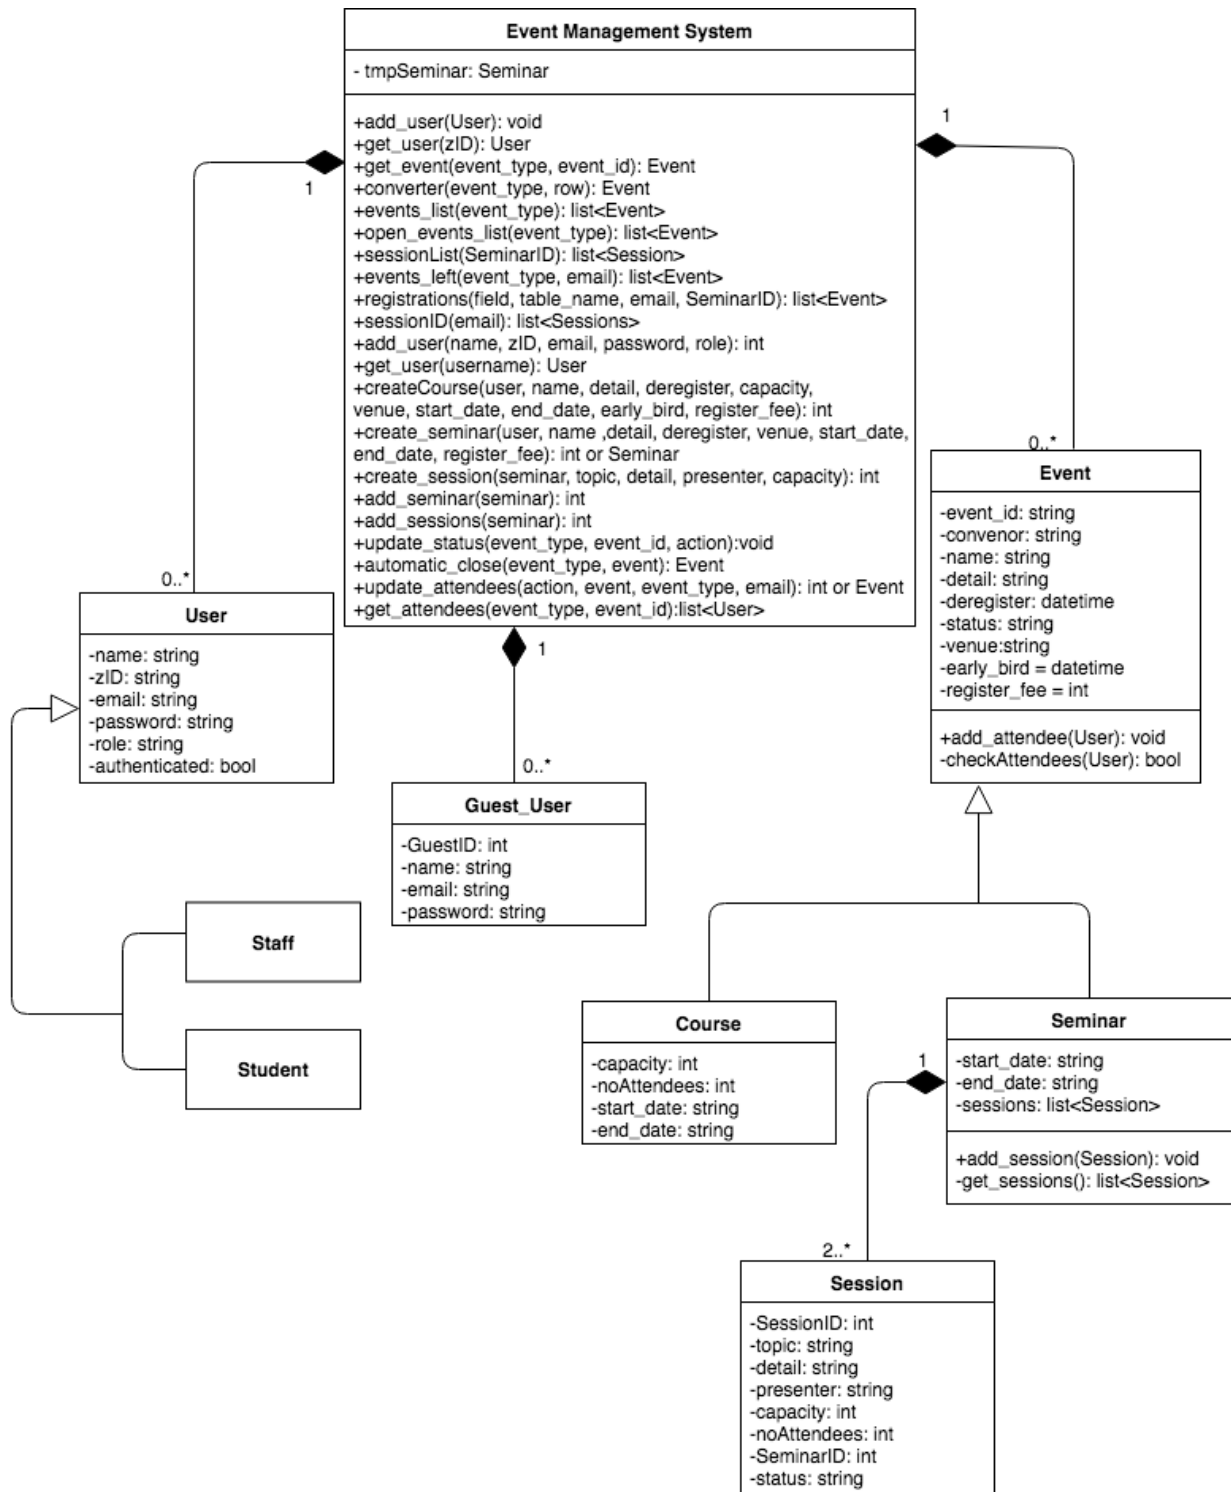 Event Management System
- tmpSeminar: Seminar
+add_user(User): void
+get_user(zID): User
+get_event(event_type, event_id): Event
+converter(event_type, row): Event
+events_list(event_type): list<Event>
+open_events_list(event_type): list<Event>
+sessionList(SeminarID): list<Session>
+events_left(event_type, email): list<Event>
+registrations(field, table_name, email, SeminarID): list<Event>
+sessionID(email): list<Sessions>
+add_user(name, zID, email, password, role): int
+get_user(username): User
+createCourse(user, name, detail, deregister, capacity,
venue, start_date, end_date, early_bird, register_fee): int
+create_seminar(user, name ,detail, deregister, venue, start_date,
end_date, register_fee): int or Seminar
+create_session(seminar, topic, detail, presenter, capacity): int
+add_seminar(seminar): int
+add_sessions(seminar): int
+update_status(event_type, event_id, action):void
+automatic_close(event_type, event): Event
+update_attendees(action, event, event_type, email): int or Event
+get_attendees(event_type, event_id):list<User>
1
1
1
0..*
0..*
0..*
User
-name: string
-zID: string
-email: string
-password: string
-role: string
-authenticated: bool
Event
-event_id: string
-convenor: string
-name: string
-detail: string
-deregister: datetime
-status: string
-venue:string
-early_bird = datetime
-register_fee = int
+add_attendee(User): void
-checkAttendees(User): bool
Guest_User
-GuestID: int
-name: string
-email: string
-password: string
Staff
Student
Course
-capacity: int
-noAttendees: int
-start_date: string
-end_date: string
Seminar
-start_date: string
-end_date: string
-sessions: list<Session>
+add_session(Session): void
-get_sessions(): list<Session>
1
2..*
Session
-SessionID: int
-topic: string
-detail: string
-presenter: string
-capacity: int
-noAttendees: int
-SeminarID: int
-status: string